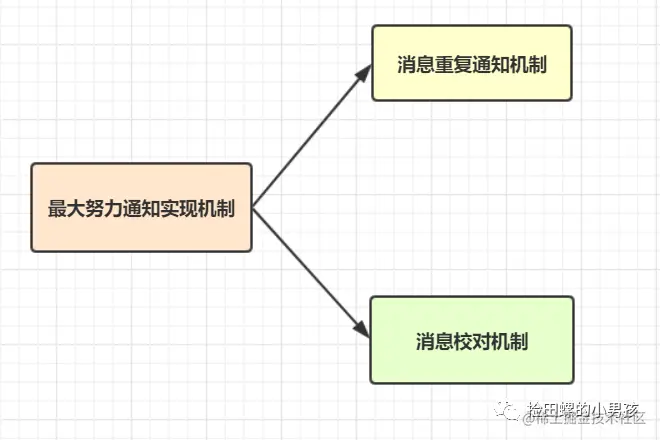 消息重复通知机制
最大努力通知实现机制
消息校对机制
捡田螺的小男孩
@稀土掘金技术社区